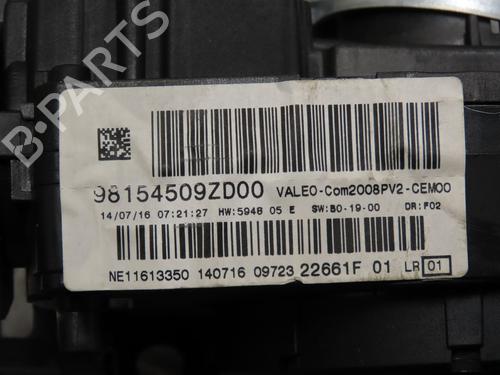 B-PARTS
98154509ZD00 VALEO-Com2008PV2-CEM00
14/07/16 07:21:27 HW:5948 05 E SW:B0-19-00 DR:F02
NE11613350 140716 09723 22661F 01 LR 01